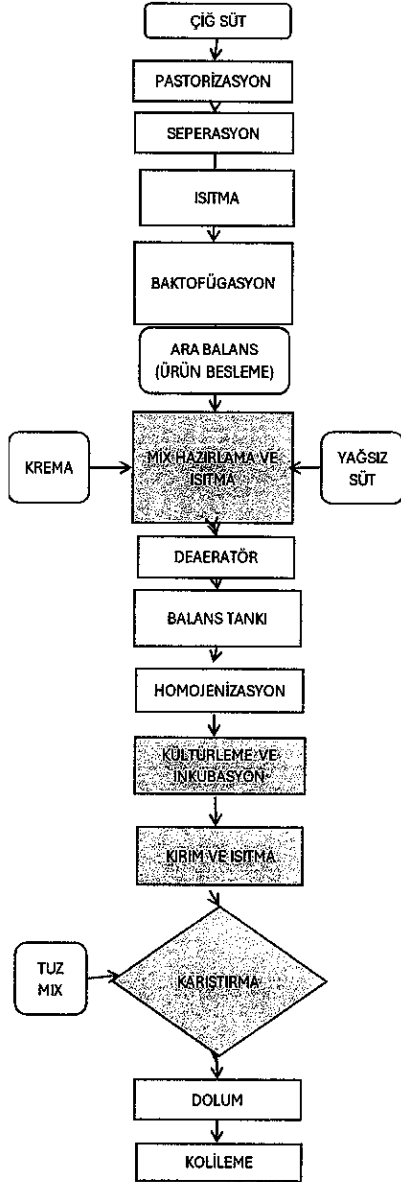 ÇİĞ SÜT
PASTORİZASYON
SEPERASYON
ISITMA
BAKTOFÜGASYON
ARA BALANS
(ÜRÜN BESLEME)
KREMA
MIX HAZIRLAMA VE
ISITMA
YAĞSIZ
SÜT
DEAERATÖR
BALANS TANKI
HOMOJENİZASYON
KÜLTÜRLEME VE
İNKUBASYON
KIRIM VE ISITMA
TUZ
MIX
KARIŞTIRMA
DOLUM
KOLİLEME